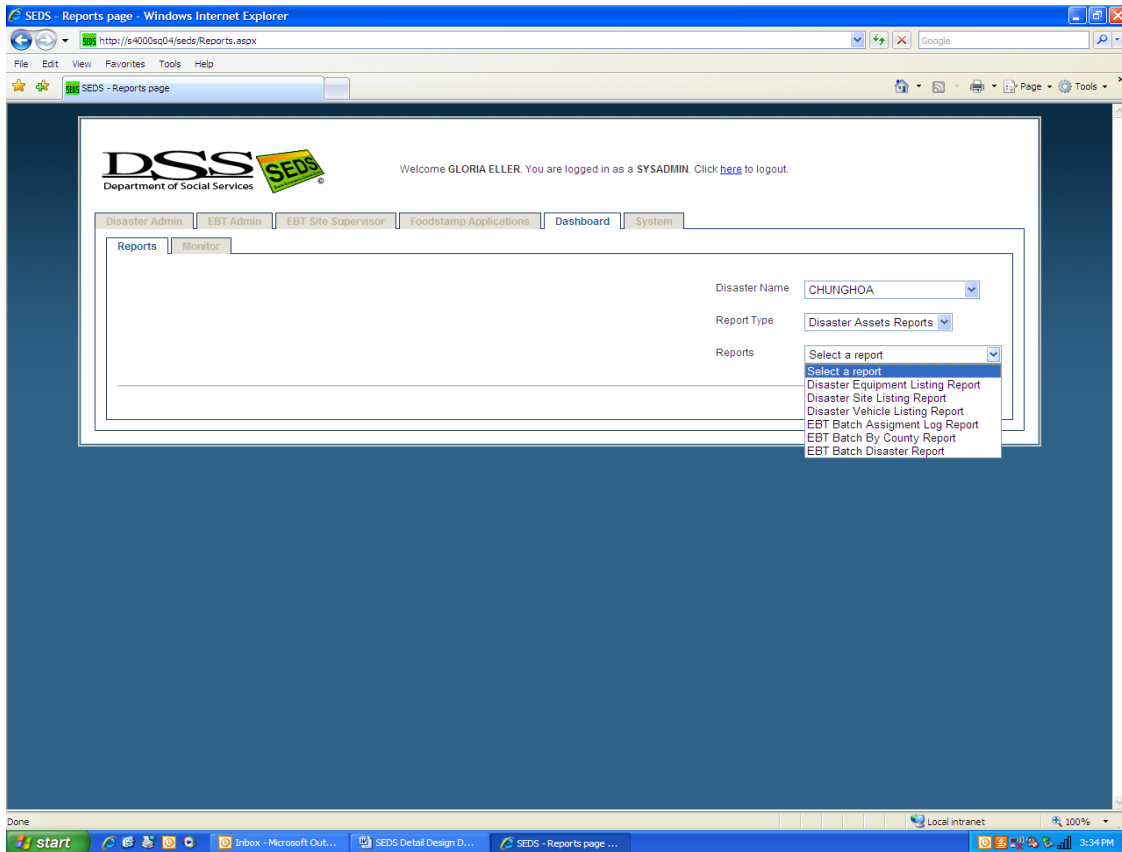 SEDS - Reports page - Windows Internet Explorer
SEDS http://s4000sq04/seds/Reports.aspx
Google
File Edit View Favorites Tools Help
SEDS SEDS - Reports page
Page Tools
DSS SEDS
Department of Social Services
Welcome GLORIA ELLER. You are logged in as a SYSADMIN. Click here to logout.
Disaster Admin EBT Admin EBT Site Supervisor Foodstamp Applications Dashboard System
Reports Monitor
Disaster Name CHUNGHOA
Report Type Disaster Assets Reports
Reports Select a report
Select a report
Disaster Equipment Listing Report
Disaster Site Listing Report
Disaster Vehicle Listing Report
EBT Batch Assigment Log Report
EBT Batch By County Report
EBT Batch Disaster Report
Done Local intranet 100%
start Inbox - Microsoft Out... SEDS Detail Design D... SEDS - Reports page ... 3:34 PM